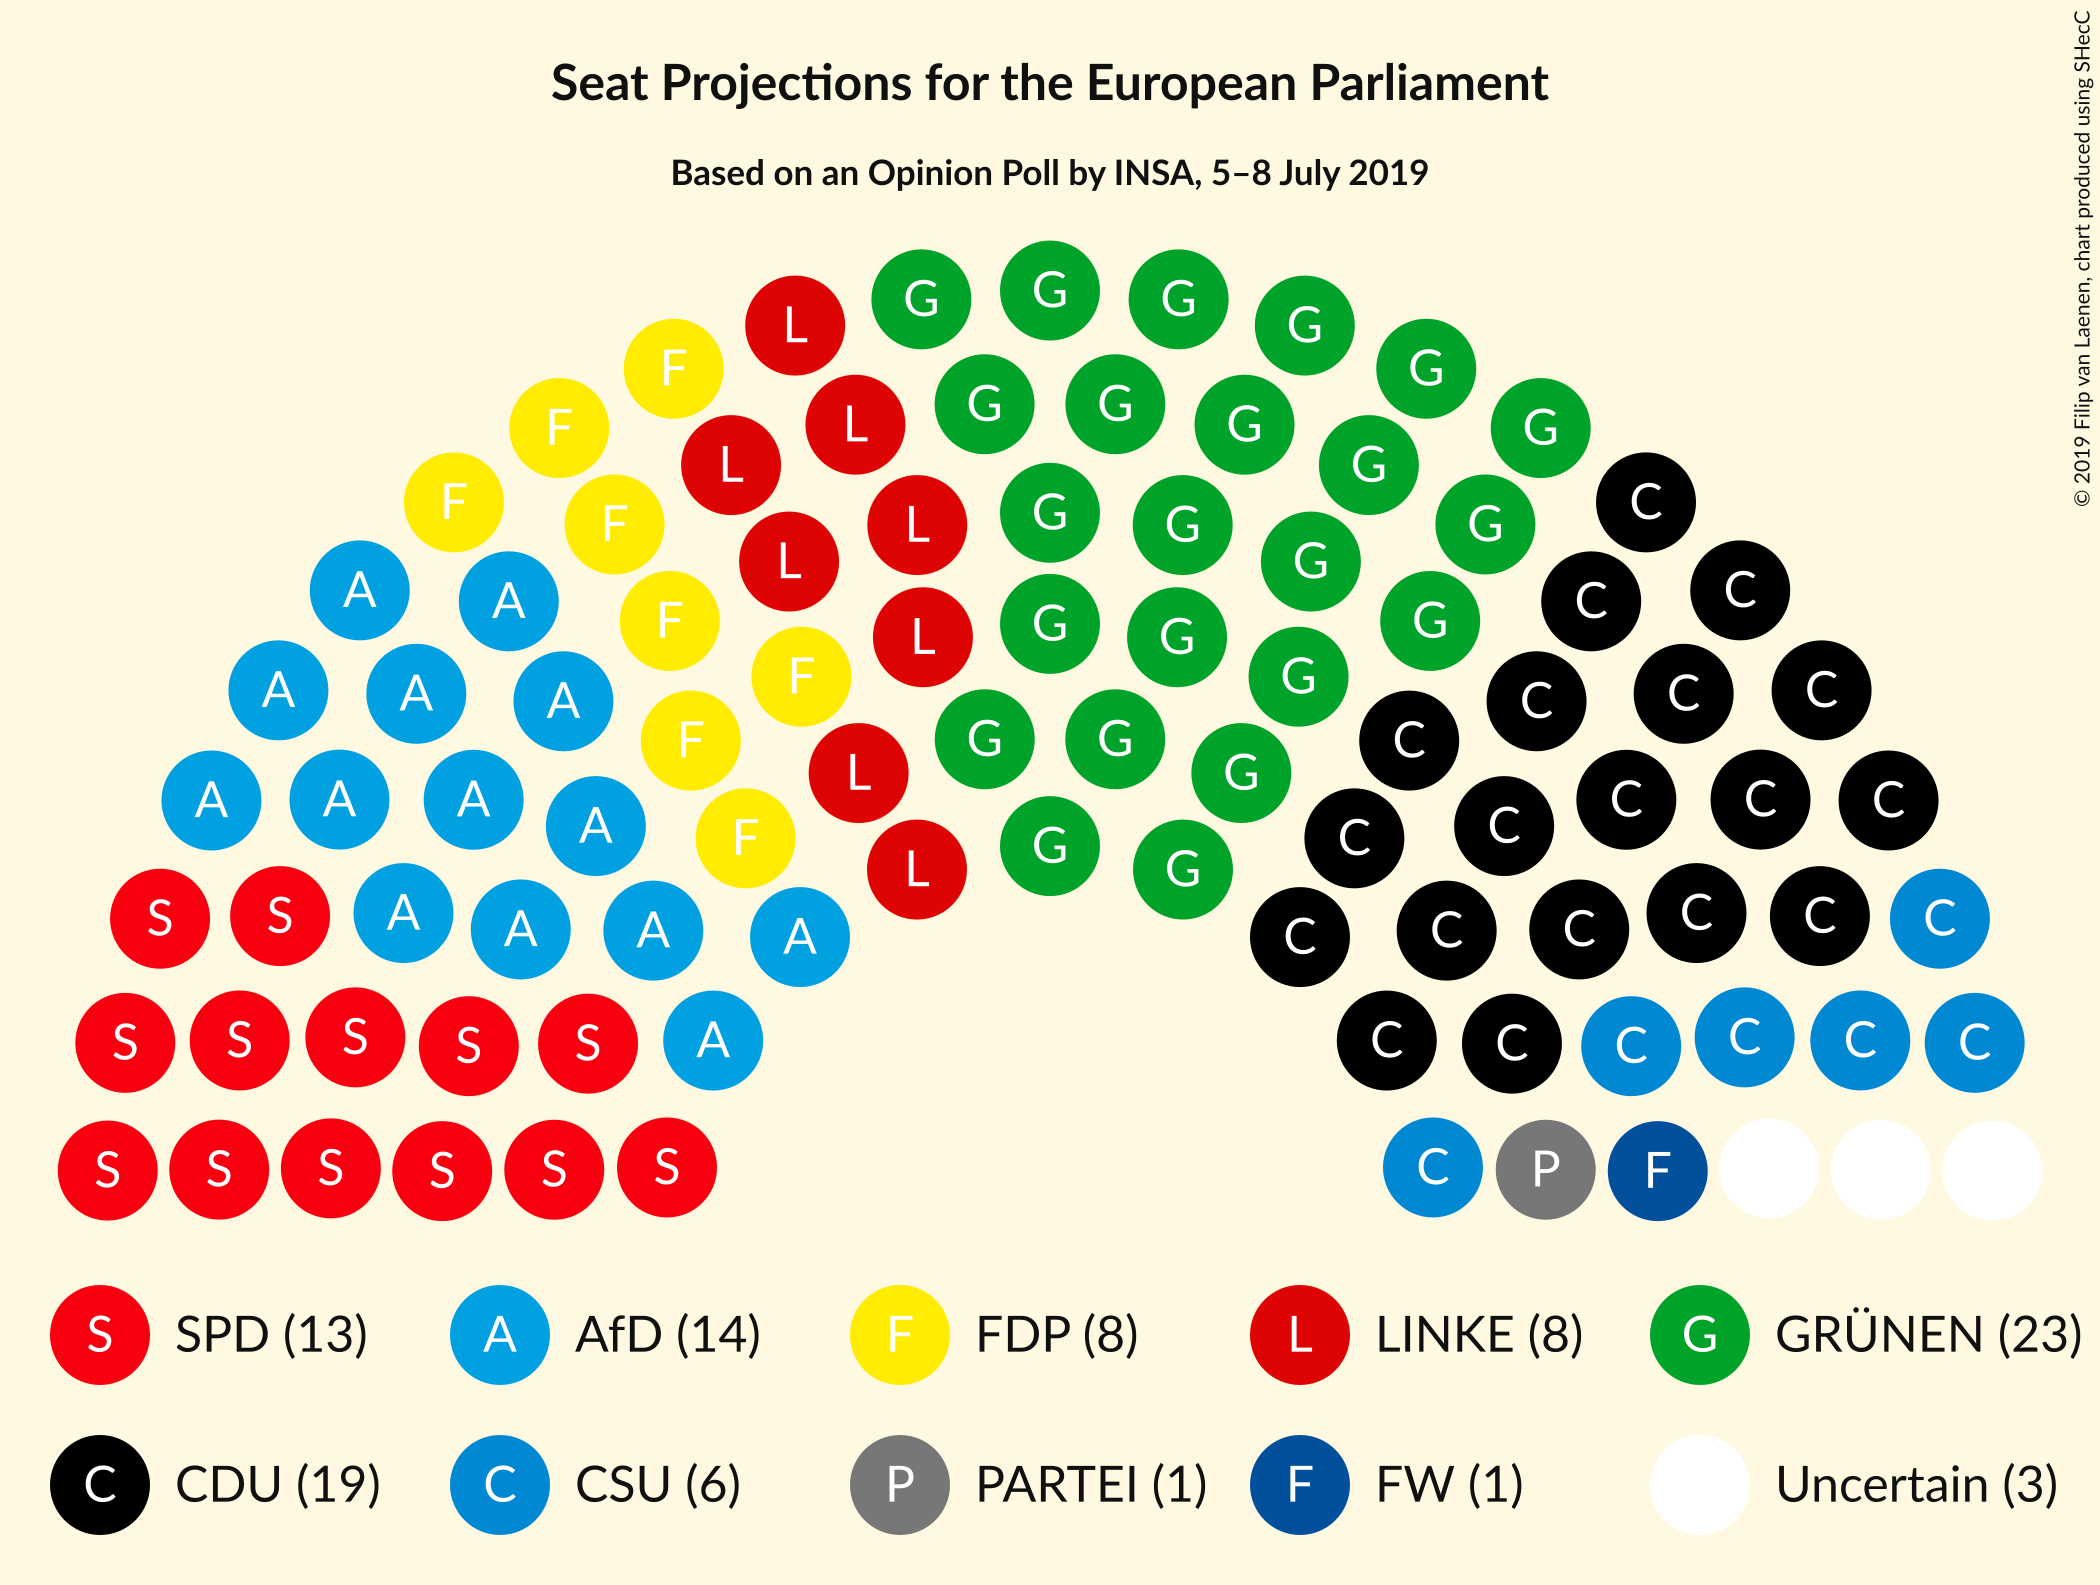 Seat Projections for the European Parliament
Based on an Opinion Poll by INSA, 5–8 July 2019
© 2019 Filip van Laenen, chart produced using SHecC
G G G G G
L G
F G
F G G G G
L G
F L C
F G G G
L G
A A C C
F G
L G G
A A A F G C C C
F C
A A A A L G G G C C C C
F G C
S S A L G C C C
A A A C C C C
S S S S S A C C C C C C
S S S S S S C P F
S SPD (13) A AfD (14) F FDP (8) L LINKE (8) G GRÜNEN (23)
C CDU (19) C CSU (6) P PARTEI (1) F FW (1) Uncertain (3)